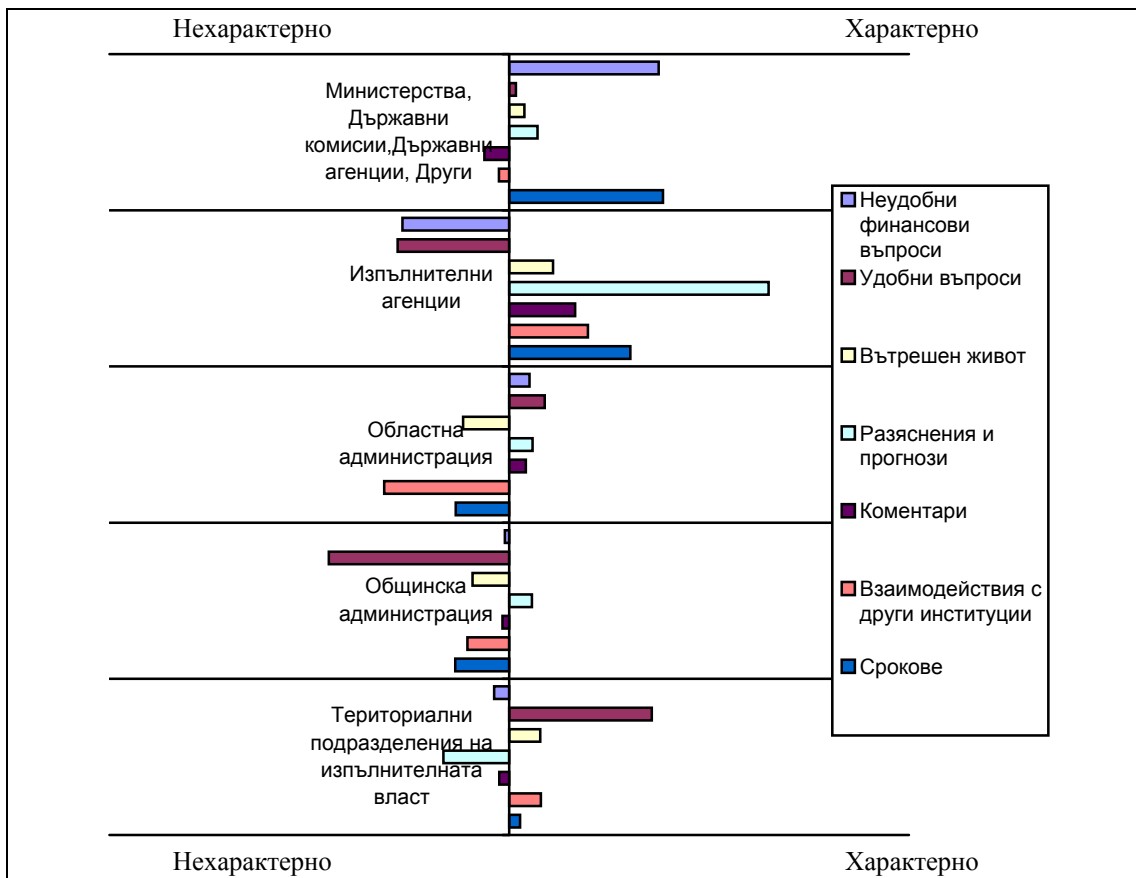 Нехарактерно
Характерно
Министерства,
Държавни
комисии,Държавни
агенции, Други
Изпълнителни
агенции
Областна
администрация
Общинска
администрация
Териториални
подразделения на
изпълнителната
власт
Неудобни
финансови
въпроси
Удобни въпроси
Вътрешен живот
Разяснения и
прогнози
Коментари
Взаимодействия с
други институции
Срокове
Нехарактерно
Характерно